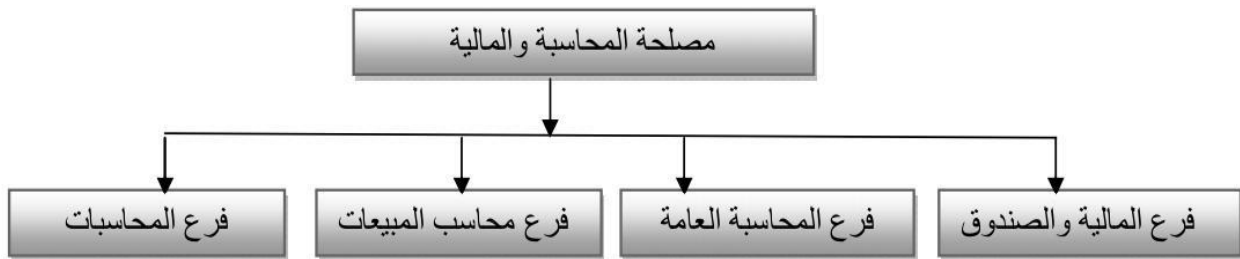 مصلحة المحاسبة والمالية
فرع المالية والصندوق
فرع المحاسبة العامة
فرع محاسب المبيعات
فرع المحاسبات